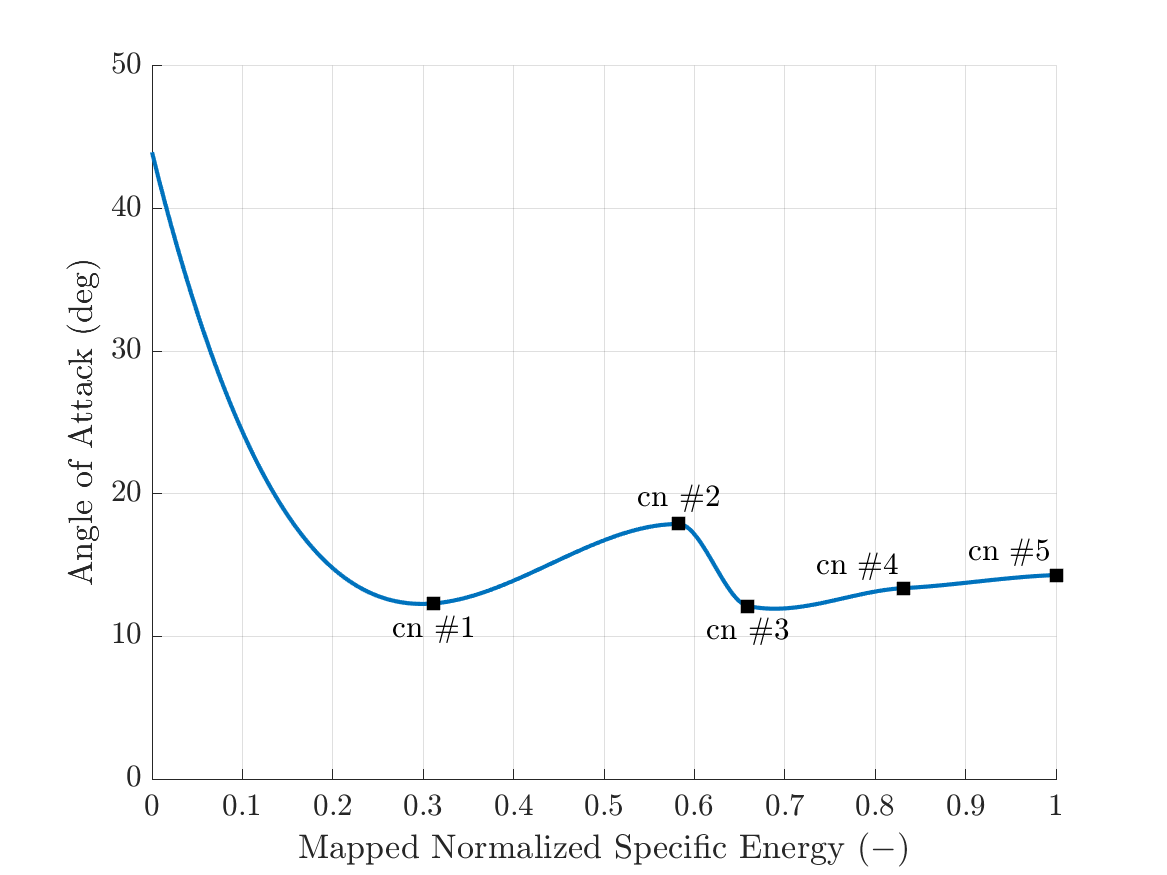 50
40
30
20
10
0
Angle of Attack (deg)
cn #1
cn #2
cn #3
cn #4
cn #5
0 0.1 0.2 0.3 0.4 0.5 0.6 0.7 0.8 0.9 1
Mapped Normalized Specific Energy (−)